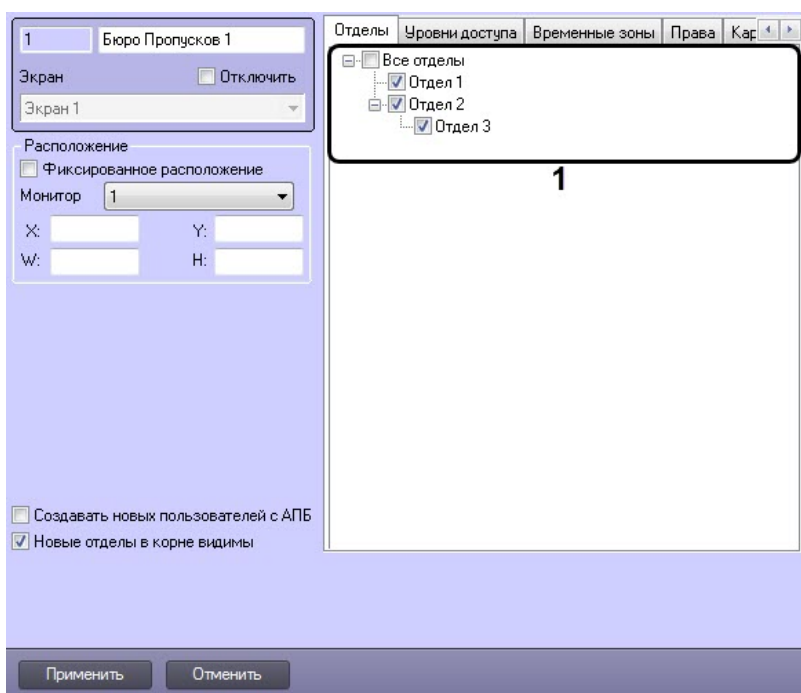 1 Бюро Пропусков 1
Экран Отключить
Экран 1
Расположение
Фиксированное расположение
Монитор 1
X: Y:
W: H:
Создавать новых пользователей с АПБ
Новые отделы в корне видимы
Отделы Уровни доступа Временные зоны Права Кар
Все отделы
Отдел 1
Отдел 2
Отдел 3
1
Применить Отменить